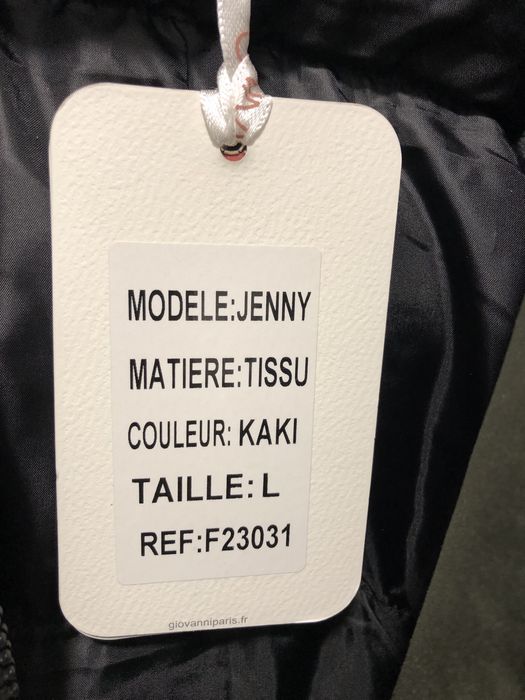 MODELE:JENNY
MATIERE:TISSU
COULEUR: KAKI
TAILLE: L
REF:F23031
giovanniparis.fr